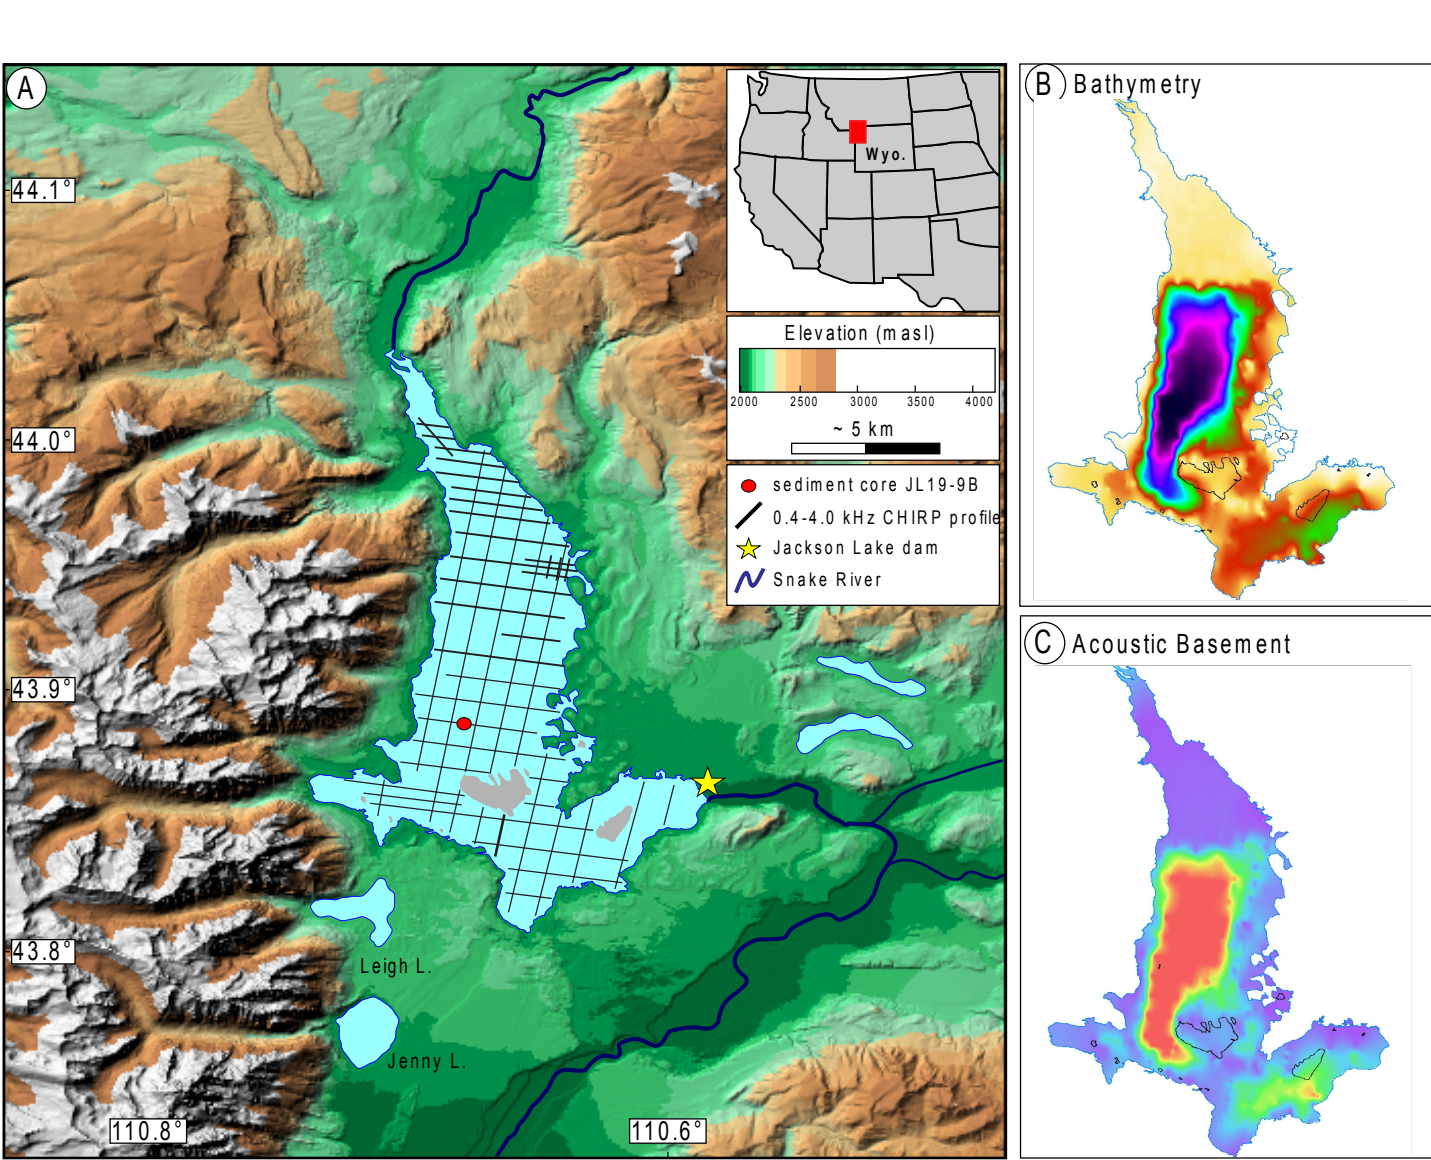 A
44.1°
44.0°
43.9°
43.8°
110.8°
110.6°
Wyo.
Elevation (masl)
2000 2500 3000 3500 4000
~ 5 km
sediment core JL19-9B
0.4-4.0 kHz CHIRP profile
Jackson Lake dam
Snake River
Leigh L.
Jenny L.
B Bathymetry
C Acoustic Basement